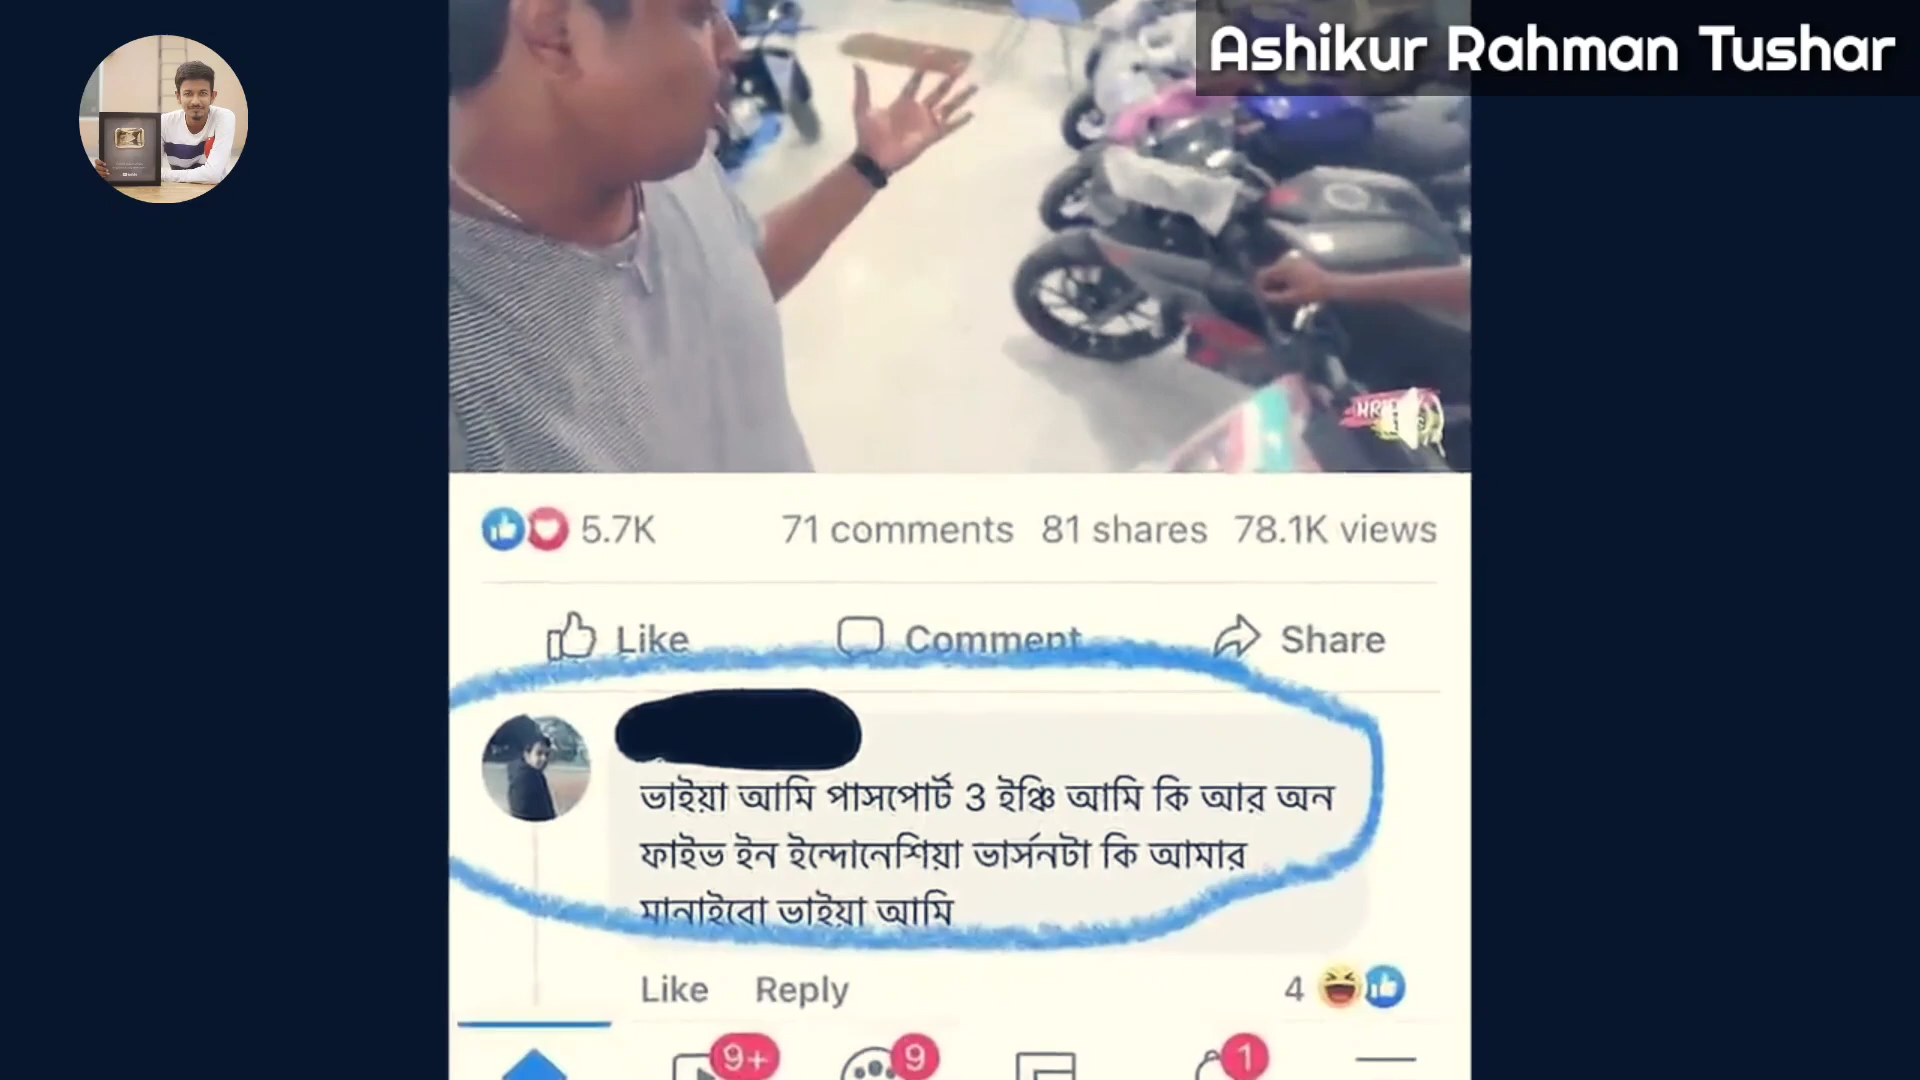 Ashikur Rahman Tushar
5.7K 71 comments 81 shares 78.1K views
Like Comment Share
ভাইয়া আমি পাসপোর্ট 3 ইঞ্চি আমি কি আর অন
ফাইভ ইন ইন্দোনেশিয়া ভার্সনটা কি আমার
মানাইবো ভাইয়া আমি
Like Reply 4
9+ 9 1